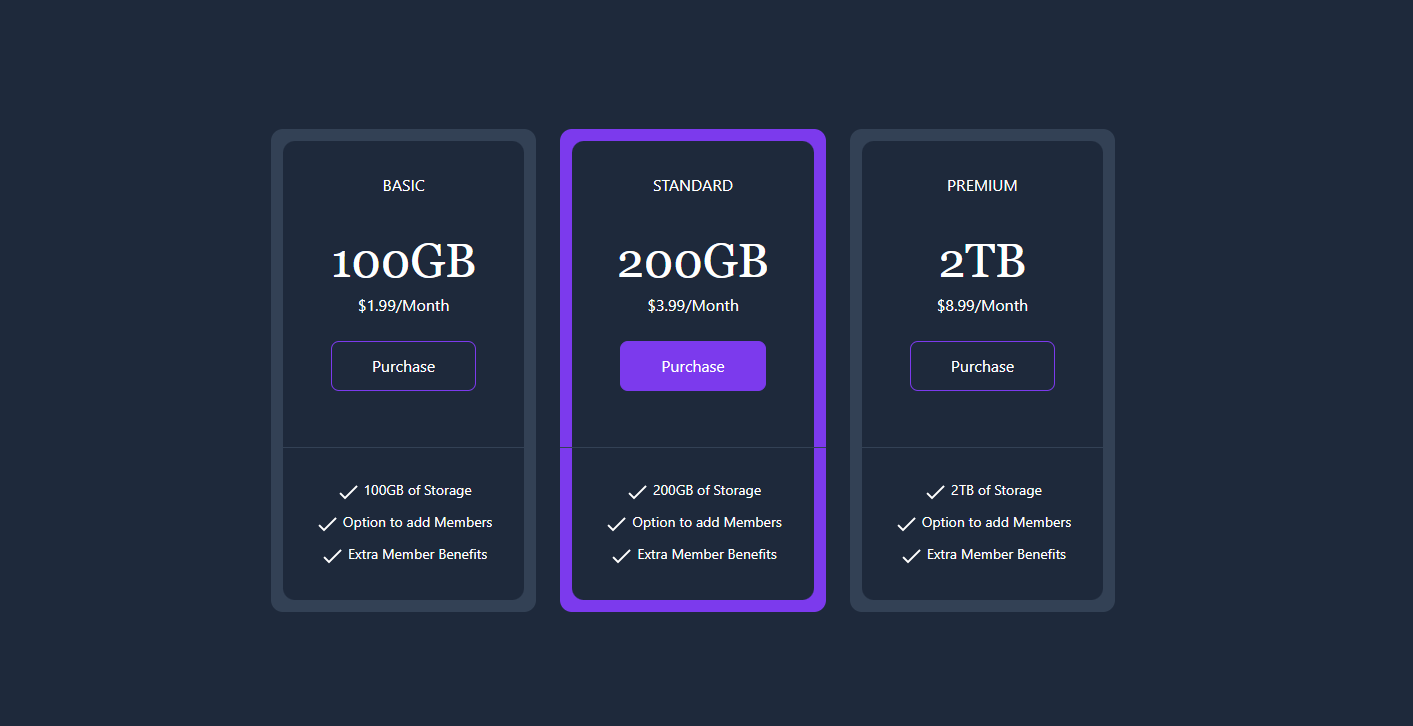 BASIC
100GB
$1.99/Month
Purchase
100GB of Storage
Option to add Members
Extra Member Benefits
STANDARD
200GB
$3.99/Month
Purchase
200GB of Storage
Option to add Members
Extra Member Benefits
PREMIUM
2TB
$8.99/Month
Purchase
2TB of Storage
Option to add Members
Extra Member Benefits